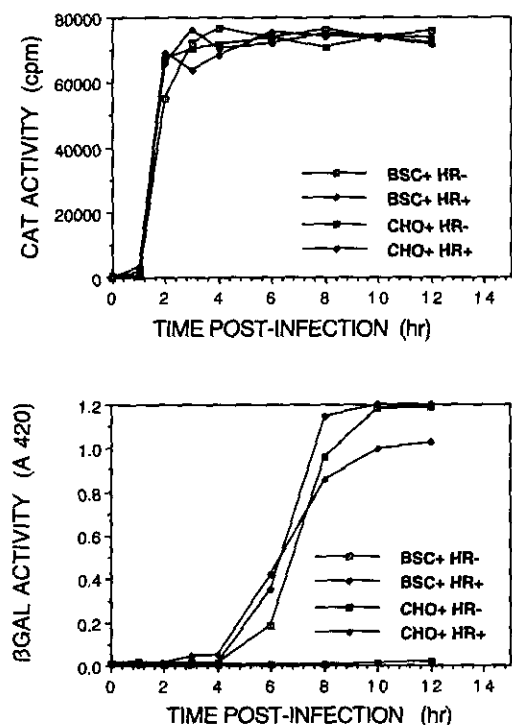 CAT ACTIVITY (cpm)
80000
60000
40000
20000
0
BSC+ HR-
BSC+ HR+
CHO+ HR-
CHO+ HR+
0 2 4 6 8 10 12 14
TIME POST-INFECTION (hr)
βGAL ACTIVITY (A 420)
1.2
1.0
0.8
0.6
0.4
0.2
0.0
BSC+ HR-
BSC+ HR+
CHO+ HR-
CHO+ HR+
0 2 4 6 8 10 12 14
TIME POST-INFECTION (hr)